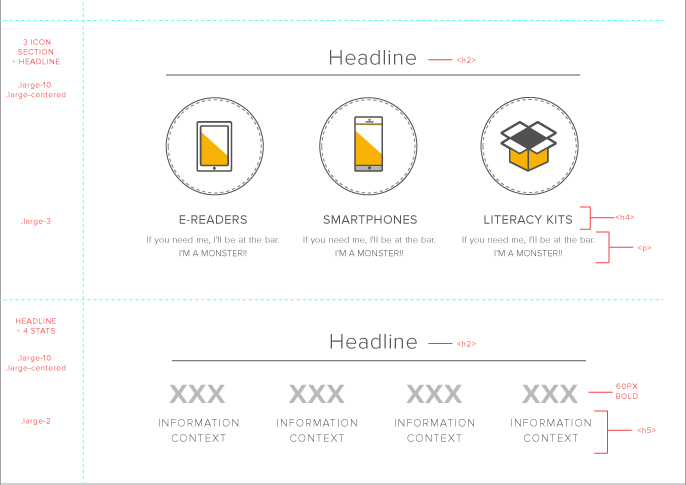 3 ICON
SECTION
+ HEADLINE
.large-10
.large-centered
Headline
<h2>
.large-3
E-READERS
SMARTPHONES
LITERACY KITS
<h4>
If you need me, I'll be at the bar.
I'M A MONSTER!!
If you need me, I'll be at the bar.
I'M A MONSTER!!
If you need me, I'll be at the bar.
I'M A MONSTER!!
<p>
HEADLINE
+ 4 STATS
.large-10
.large-centered
Headline
<h2>
XXX
XXX
XXX
XXX
60PX
BOLD
.large-2
INFORMATION
CONTEXT
INFORMATION
CONTEXT
INFORMATION
CONTEXT
INFORMATION
CONTEXT
<h5>